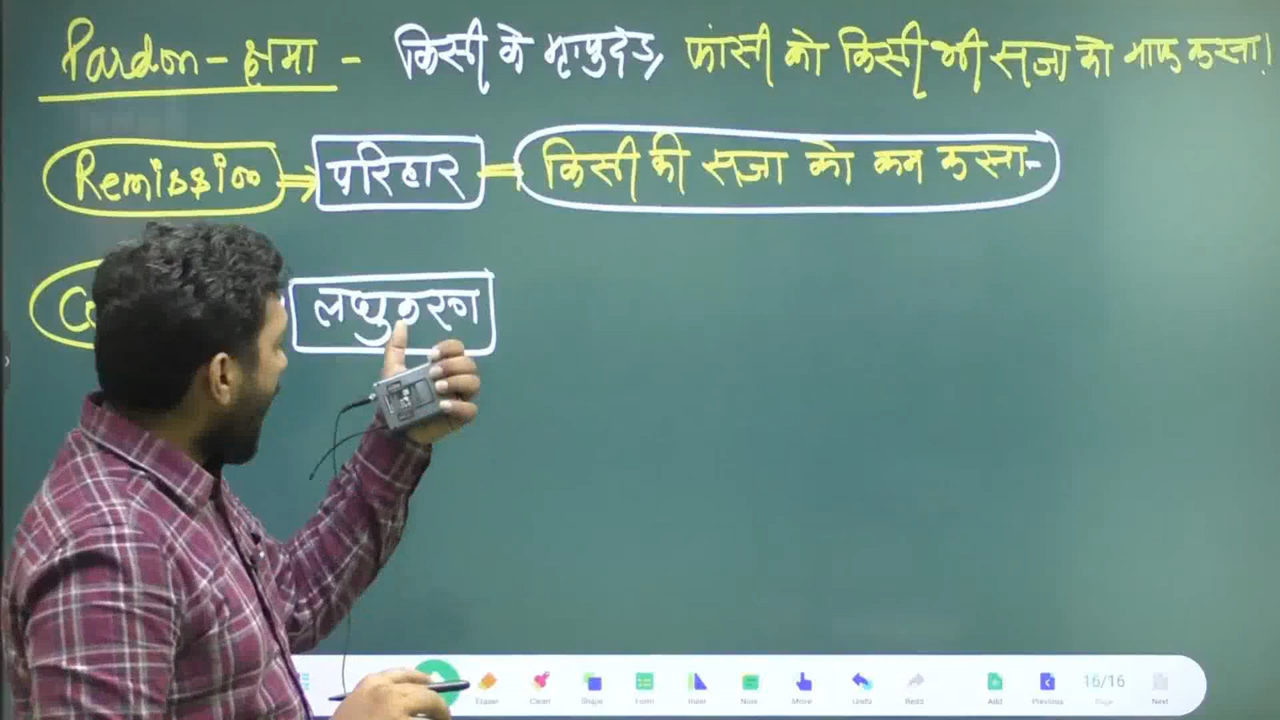 Pardon - क्षमा - किसी के मृत्युदंड, फांसी को किसी भी सजा को माफ करना।
Remission ⇒ परिहार = किसी की सजा को कम करना-
लघुकरण
Eraser Clean Shape Form Ruler Note Move Undo Redo Add Previous 16/16 Page Next